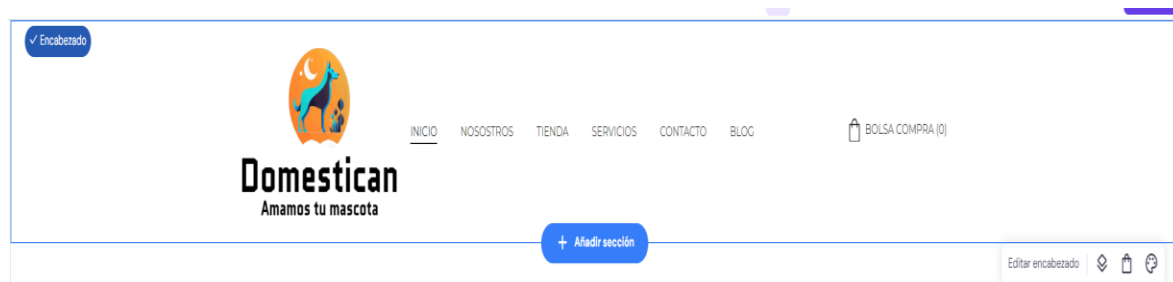 ✓ Encabezado
INICIO NOSOSTROS TIENDA SERVICIOS CONTACTO BLOG BOLSA COMPRA (0)
Domestican
Amamos tu mascota
+ Añadir sección
Editar encabezado